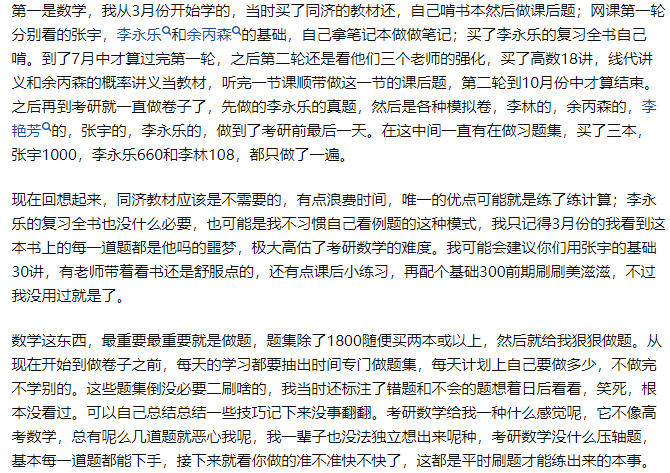 第一是数学，我从3月份开始学的，当时买了同济的教材还，自己啃书本然后做课后题；网课第一轮
分别看的张宇，李永乐和余丙森的基础，自己拿笔记本做做笔记；买了李永乐的复习全书自己
啃。到了7月中才算过完第一轮，之后第二轮还是看他们三个老师的强化，买了高数18讲，线代讲
义和余丙森的概率讲义当教材，听完一节课顺带做这一节的课后题，第二轮到10月份中才算结束。
之后再到考研就一直做卷子了，先做的李永乐的真题，然后是各种模拟卷，李林的，余丙森的，李
艳芳的，张宇的，李永乐的，做到了考研前最后一天。在这中间一直有在做习题集，买了三本，
张宇1000，李永乐660和李林108，都只做了一遍。
现在回想起来，同济教材应该是不需要的，有点浪费时间，唯一的优点可能就是练了练计算；李永
乐的复习全书也没什么必要，也可能是我不习惯自己看例题的这种模式，我只记得3月份的我看到这
本书上的每一道题都是他吗的噩梦，极大高估了考研数学的难度。我可能会建议你们用张宇的基础
30讲，有老师带着看书还是舒服点的，还有点课后小练习，再配个基础300前期刷刷美滋滋，不过
我没用过就是了。
数学这东西，最重要最重要就是做题，题集除了1800随便买两本或以上，然后就给我狠狠做题。从
现在开始到做卷子之前，每天的学习都要抽出时间专门做题集，每天计划上自己要做多少，不做完
不学别的。这些题集倒没必要二刷啥的，我当时还标注了错题和不会的题想着日后看看，笑死，根
本没看过。可以自己总结总结一些技巧记下来没事翻翻。考研数学给我一种什么感觉呢，它不像高
考数学，总有呢么几道题就恶心我呢，我一辈子也没法独立想出来呢种，考研数学没什么压轴题，
基本每一道题都能下手，接下来就看你做的准不准快不快了，这都是平时刷题才能练出来的本事。